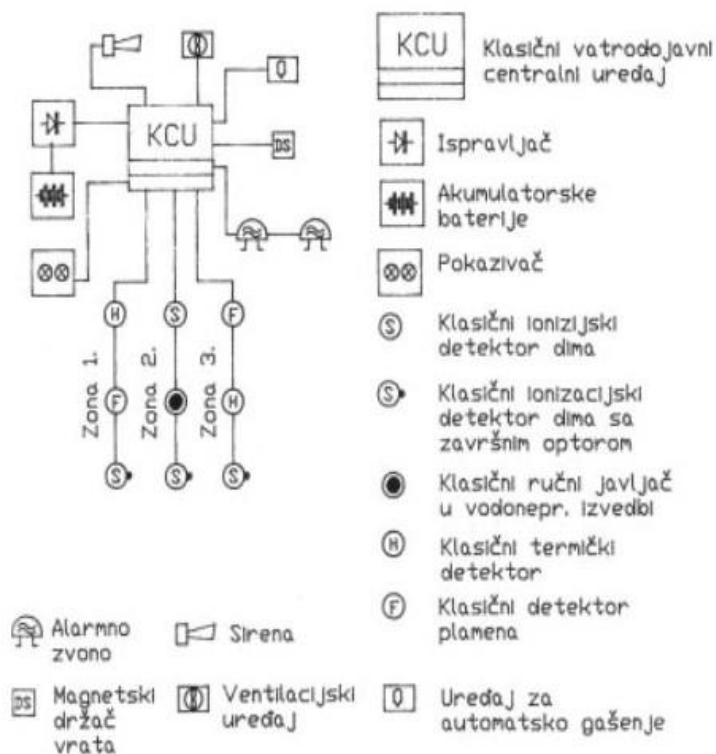 KCU
Q
DS
H
S
F
Zona 1.
Zona 2.
Zona 3.
F
H
S
S
S
KCU
Klasični vatrodojavni
centralni uređaj
Ispravljač
Akumulatorske
baterije
Pokazivač
S
Klasični ionizijski
detektor dima
S
Klasični ionizacijski
detektor dima sa
završnim optorom
Klasični ručni javljač
u vodonepr. izvedbi
H
Klasični termički
detektor
F
Klasični detektor
plamena
Alarmno
zvono
Sirena
DS
Magnetski
držač
vrata
Ventilacijski
uređaj
Q
Uređaj za
automatsko gašenje